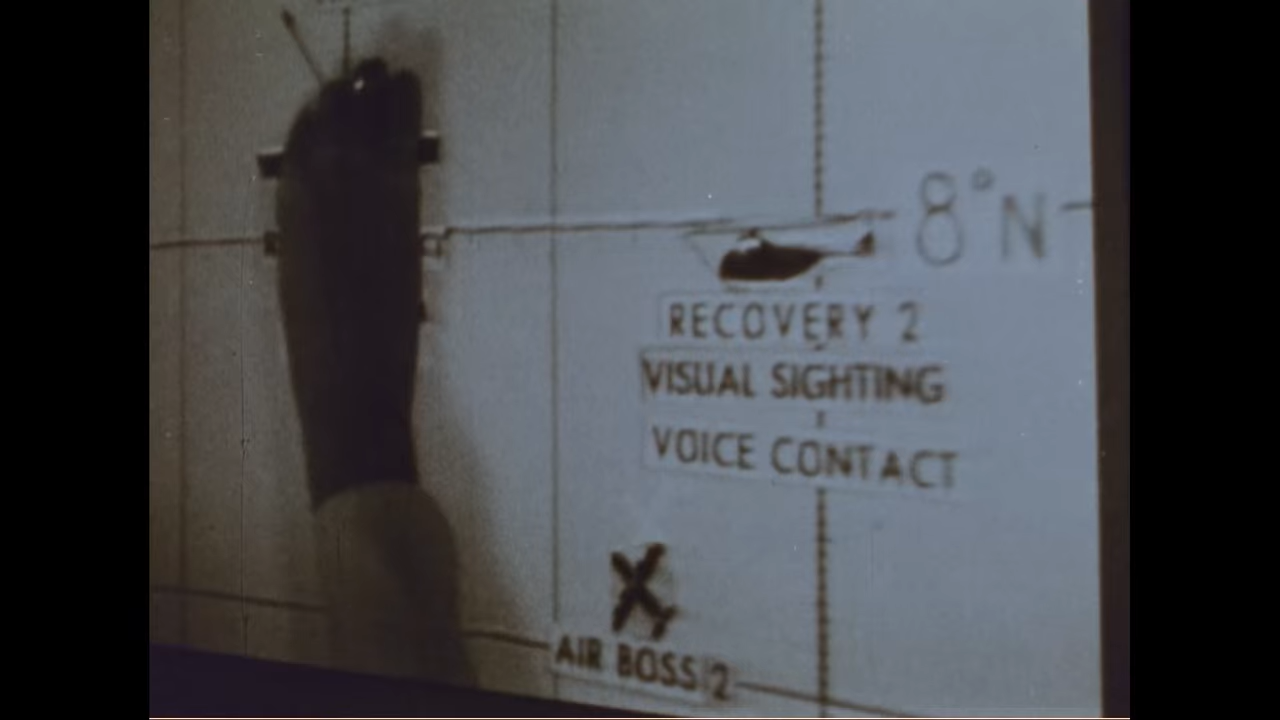 8°N
RECOVERY 2
VISUAL SIGHTING
VOICE CONTACT
AIR BOSS 2